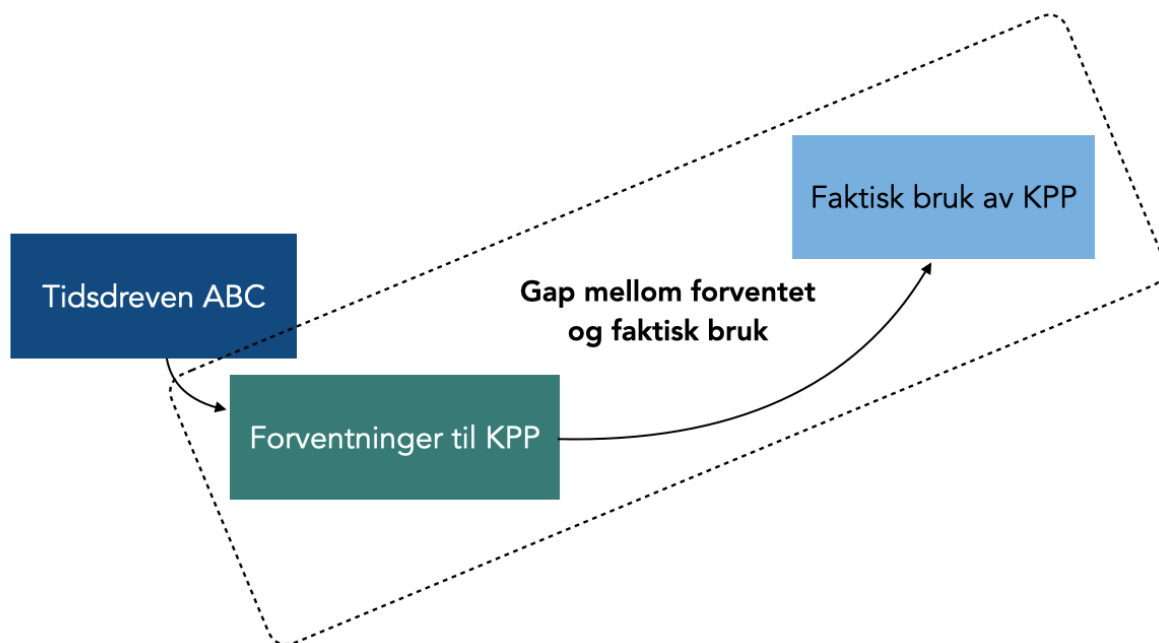 Tidsdreven ABC
Forventninger til KPP
Gap mellom forventet
og faktisk bruk
Faktisk bruk av KPP